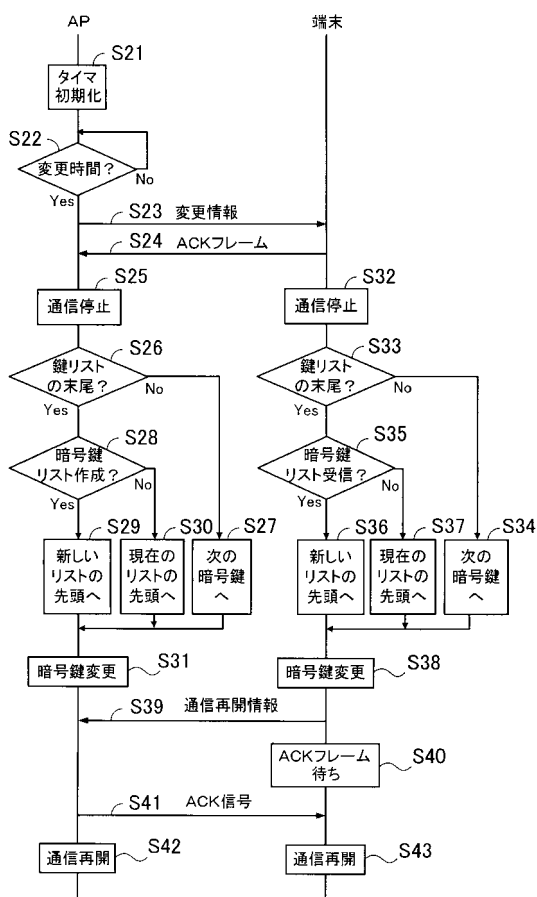 AP
端末
S21
タイマ
初期化
S22
変更時間？
No
Yes
S23 変更情報
S24 ACKフレーム
S25
通信停止
S32
通信停止
S26
鍵リスト
の末尾？
No
Yes
S33
鍵リスト
の末尾？
No
Yes
S28
暗号鍵
リスト作成？
No
Yes
S35
暗号鍵
リスト受信？
No
Yes
S29
新しい
リストの
先頭へ
S30
現在の
リストの
先頭へ
S27
次の
暗号鍵
へ
S36
新しい
リストの
先頭へ
S37
現在の
リストの
先頭へ
S34
次の
暗号鍵
へ
S31
暗号鍵変更
S38
暗号鍵変更
S39 通信再開情報
S40
ACKフレーム
待ち
S41 ACK信号
S42
通信再開
S43
通信再開